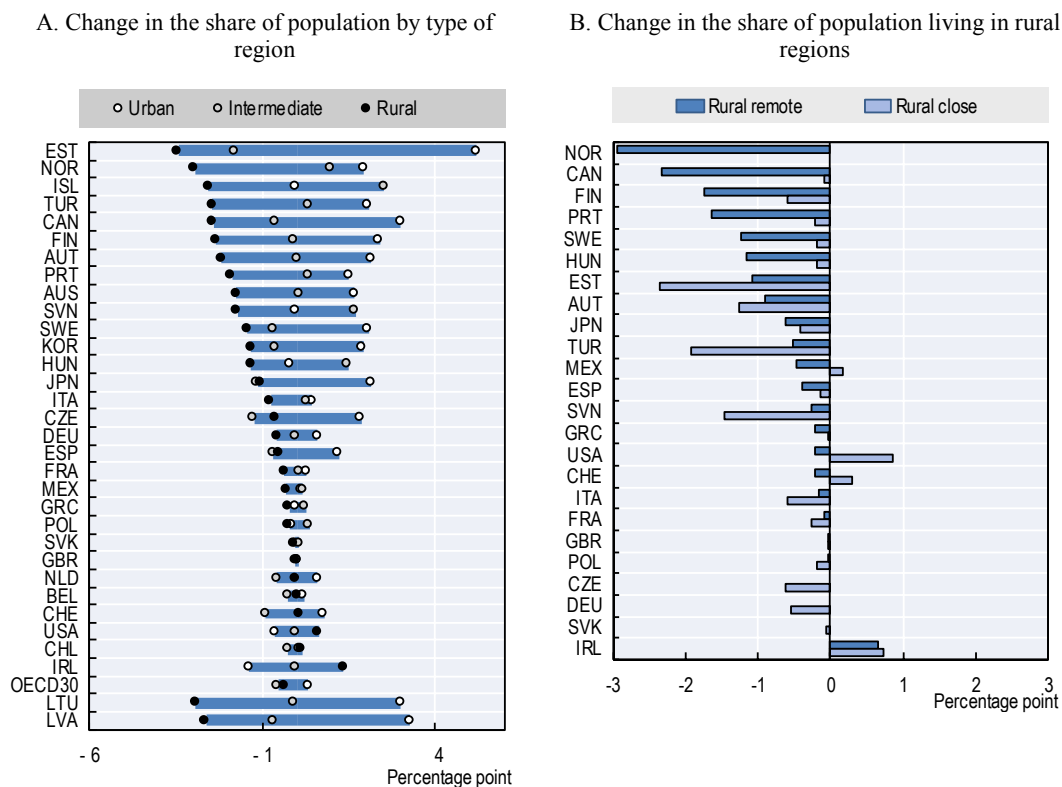 A. Change in the share of population by type of
region
Urban Intermediate Rural
EST
NOR
ISL
TUR
CAN
FIN
AUT
PRT
AUS
SVN
SWE
KOR
HUN
JPN
ITA
CZE
DEU
ESP
FRA
MEX
GRC
POL
SVK
GBR
NLD
BEL
CHE
USA
CHL
IRL
OECD30
LTU
LVA
- 6 - 1 4
Percentage point
B. Change in the share of population living in rural
regions
Rural remote Rural close
NOR
CAN
FIN
PRT
SWE
HUN
EST
AUT
JPN
TUR
MEX
ESP
SVN
GRC
USA
CHE
ITA
FRA
GBR
POL
CZE
DEU
SVK
IRL
-3 -2 -1 0 1 2 3
Percentage point